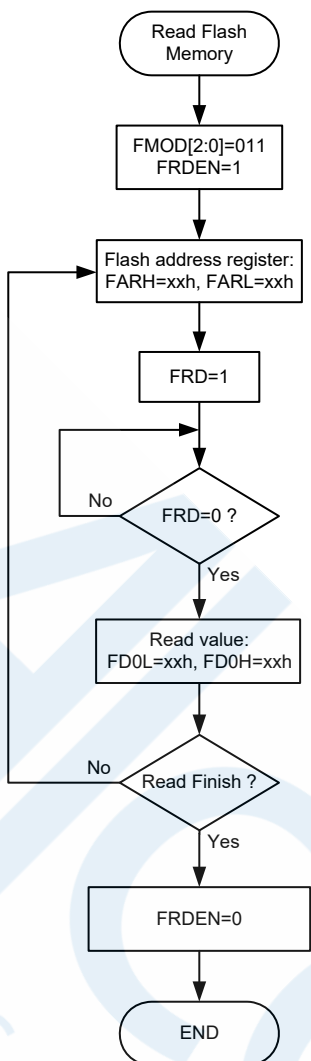 Read Flash
Memory
FMOD[2:0]=011
FRDEN=1
Flash address register:
FARH=xxh, FARL=xxh
FRD=1
No
FRD=0 ?
Yes
Read value:
FD0L=xxh, FD0H=xxh
No
Read Finish ?
Yes
FRDEN=0
END